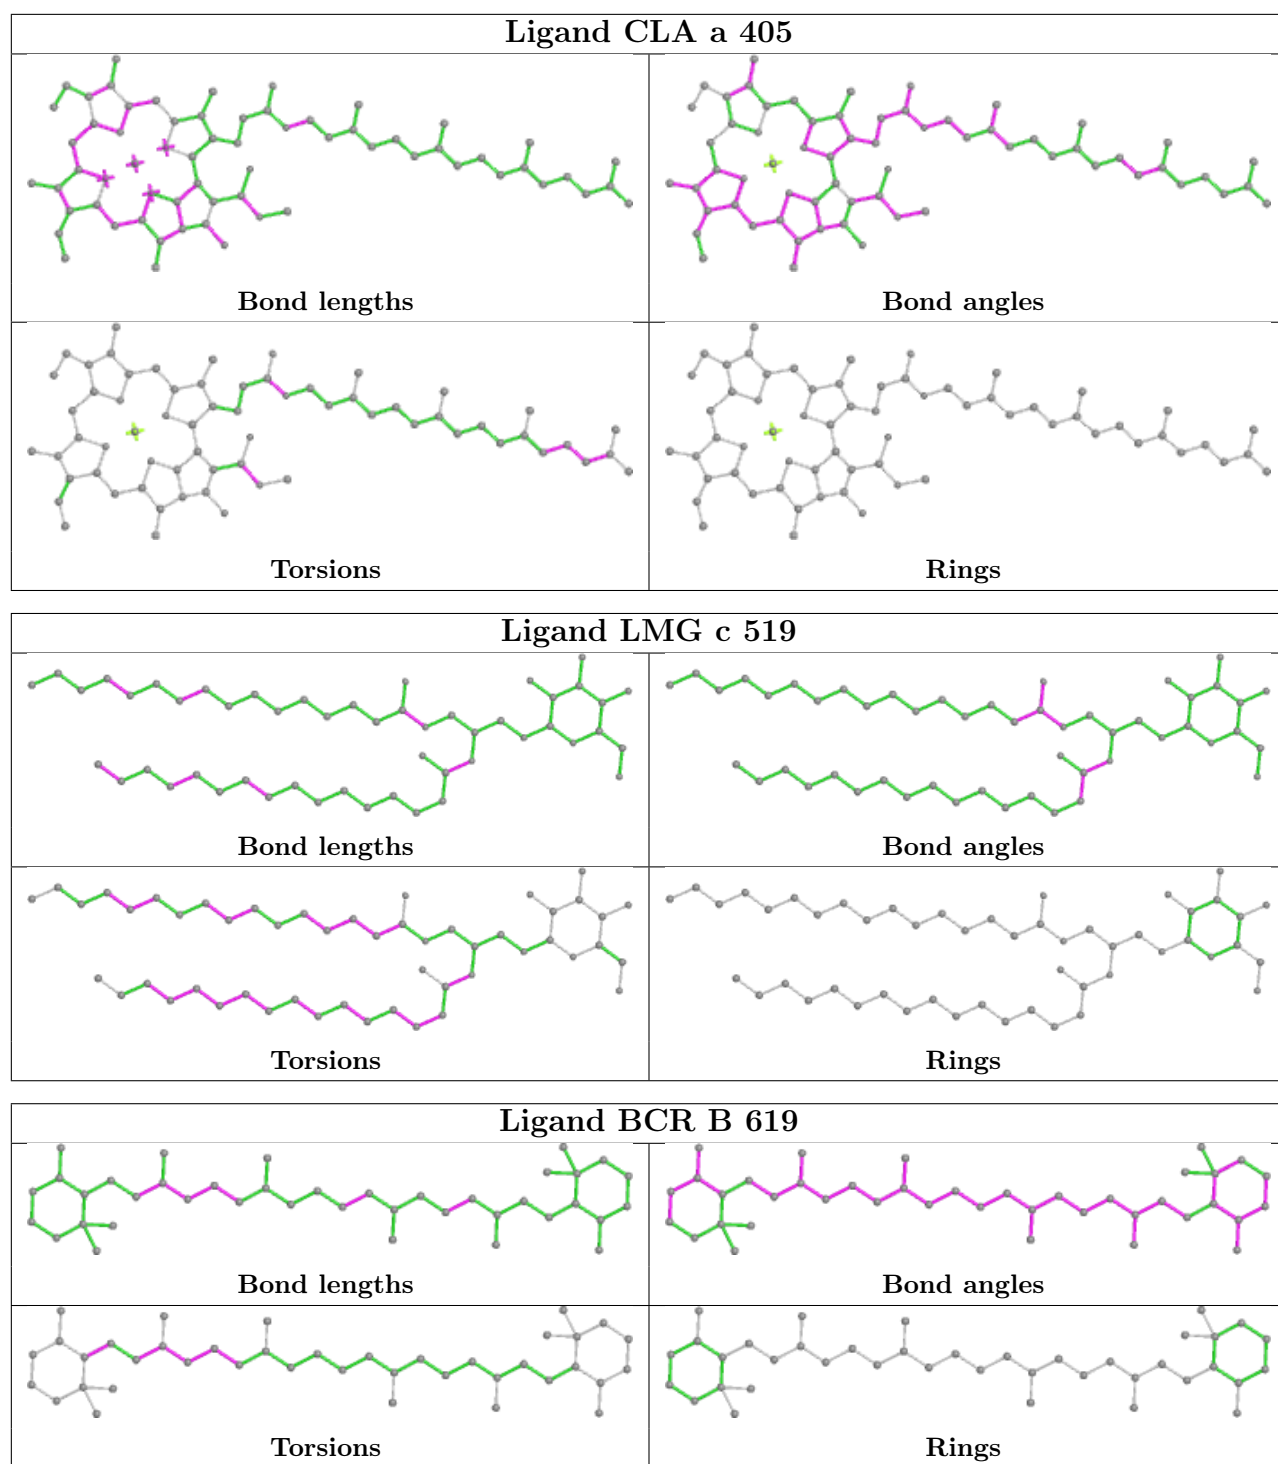 Ligand CLA a 405
Bond lengths
Bond angles
Torsions
Rings
Ligand LMG c 519
Bond lengths
Bond angles
Torsions
Rings
Ligand BCR B 619
Bond lengths
Bond angles
Torsions
Rings